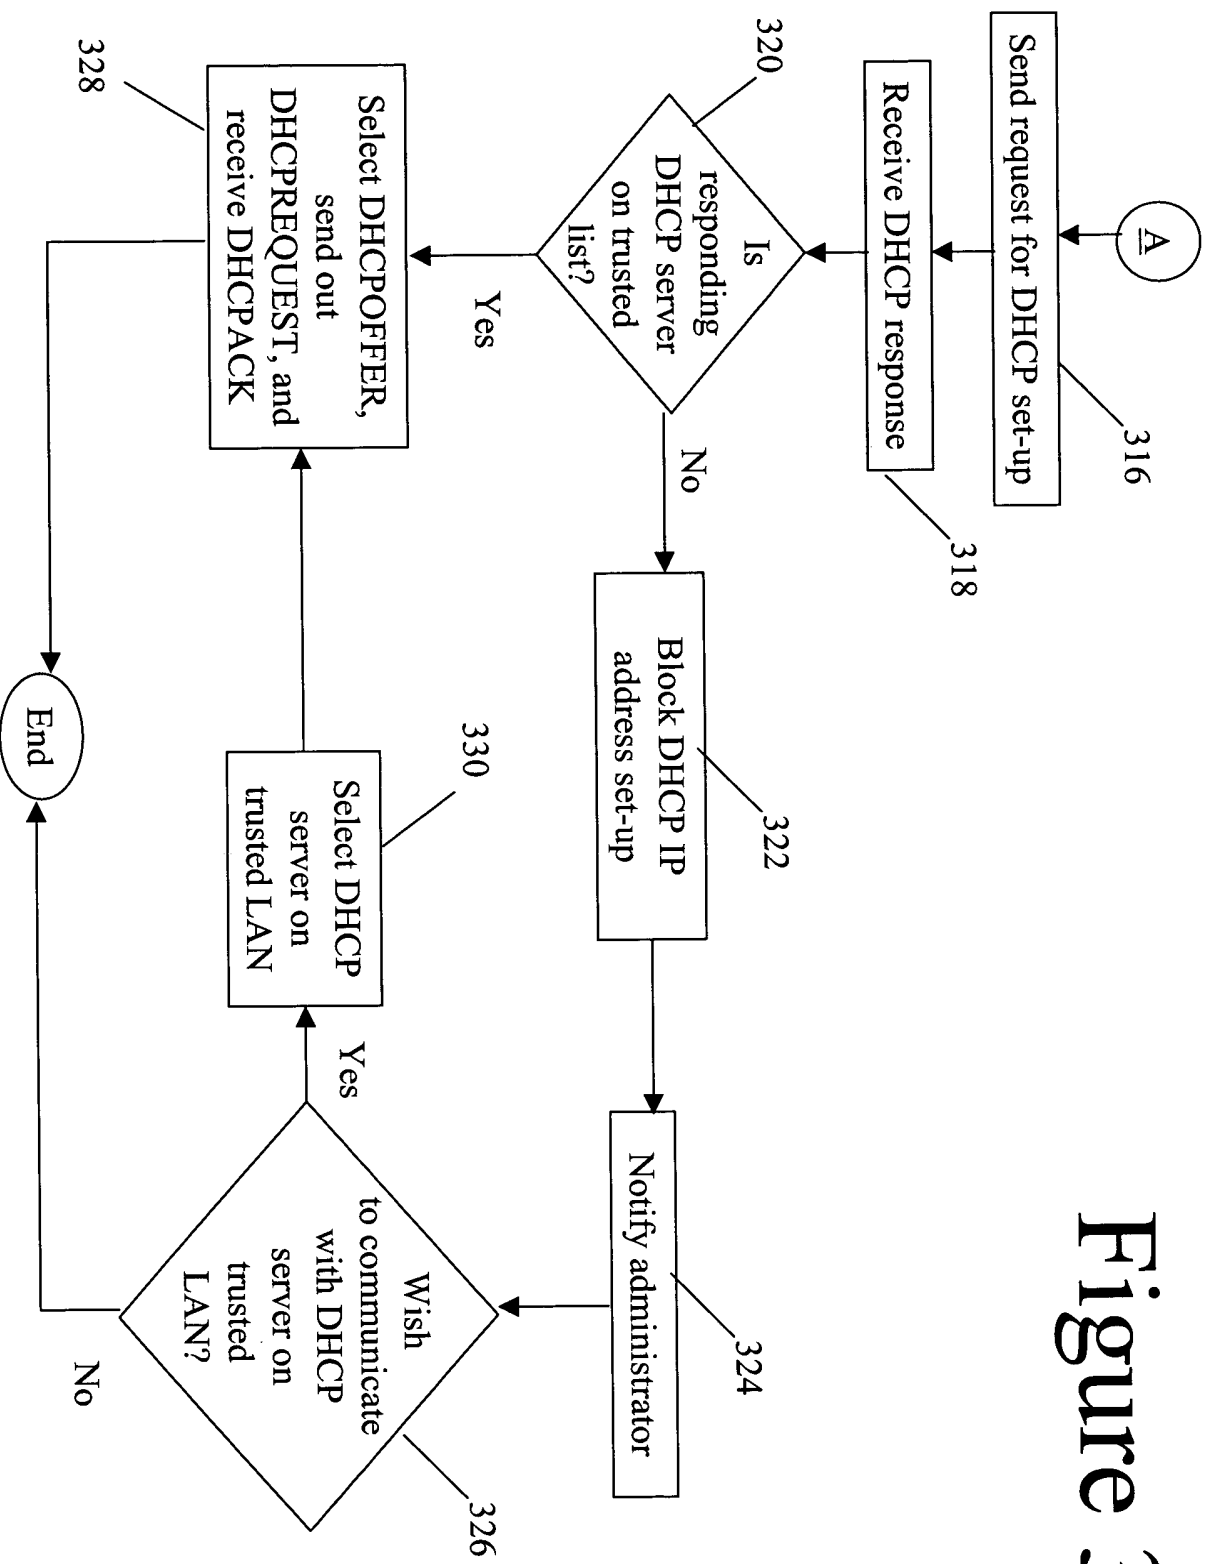 Figure
A
Send request for DHCP set-up
316
Receive DHCP response
318
320
Is
responding
DHCP server
on trusted
list?
No
Yes
Block DHCP IP
address set-up
322
Notify administrator
324
Wish
to communicate
with DHCP
server on
trusted
LAN?
326
Yes
No
Select DHCP
server on
trusted LAN
330
Select DHCPOFFER,
send out
DHCPREQUEST, and
receive DHCPACK
328
End